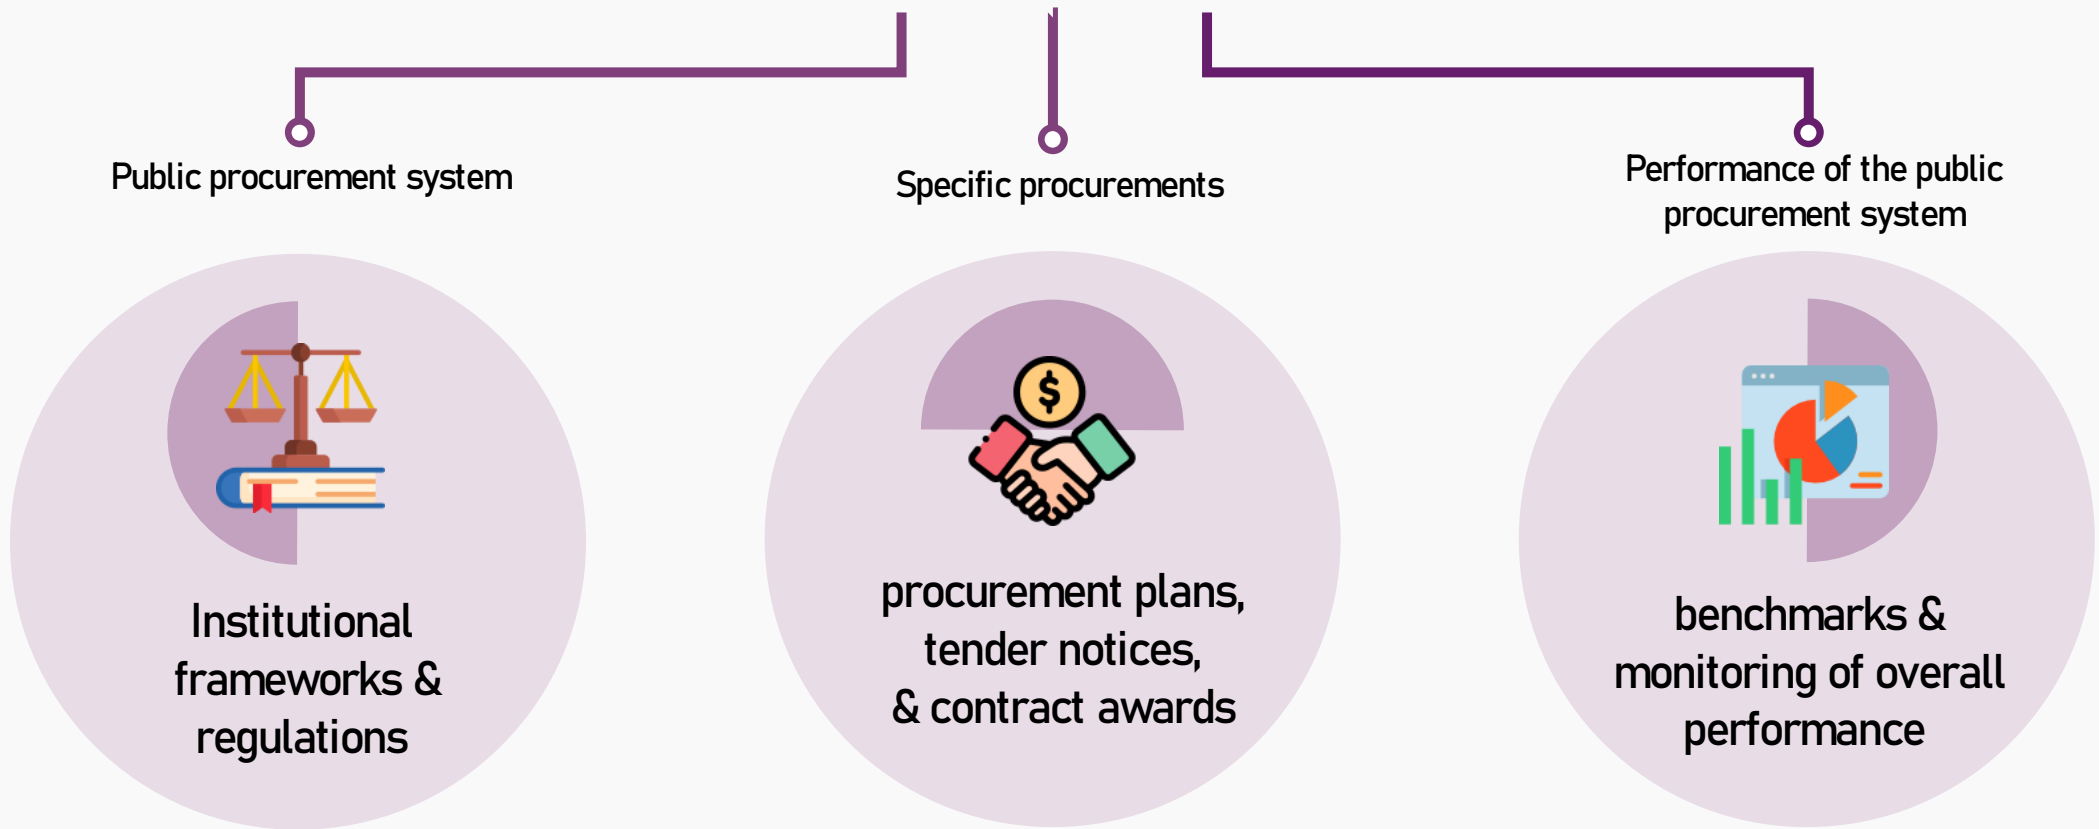 Public procurement system
Institutional
frameworks &
regulations
Specific procurements
procurement plans,
tender notices,
& contract awards
Performance of the public
procurement system
benchmarks &
monitoring of overall
performance